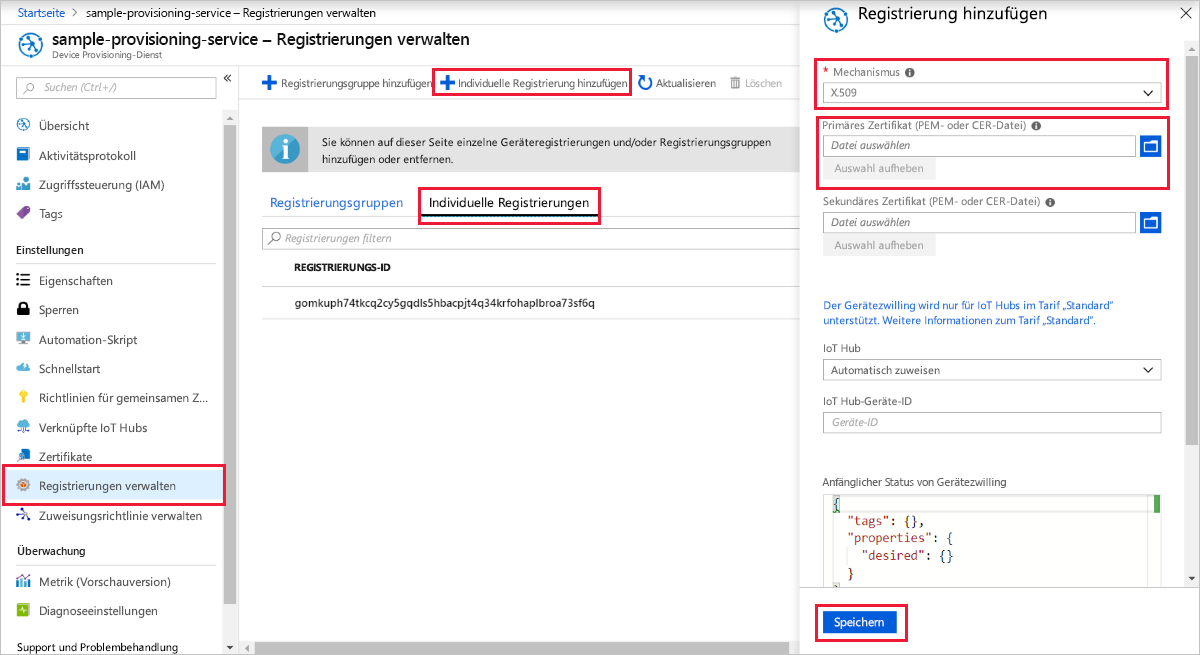 Startseite > sample-provisioning-service – Registrierungen verwalten
sample-provisioning-service – Registrierungen verwalten
Device Provisioning-Dienst
Suchen (Ctrl+/)
«
Übersicht
Aktivitätsprotokoll
Zugriffssteuerung (IAM)
Tags
Einstellungen
Eigenschaften
Sperren
Automation-Skript
Schnellstart
Richtlinien für gemeinsamen Z...
Verknüpfte IoT Hubs
Zertifikate
Registrierungen verwalten
Zuweisungsrichtlinie verwalten
Überwachung
Metrik (Vorschauversion)
Diagnoseeinstellungen
Support und Problembehandlung
Registrierungsgruppe hinzufügen Individuelle Registrierung hinzufügen Aktualisieren Löschen
Sie können auf dieser Seite einzelne Geräteregistrierungen und/oder Registrierungsgruppen
hinzufügen oder entfernen.
Registrierungsgruppen Individuelle Registrierungen
Registrierungen filtern
REGISTRIERUNGS-ID
gomkuph74tkcq2cy5gqdls5hbacpjt4q34krfohaplbroa73sf6q
Registrierung hinzufügen
* Mechanismus
X.509
Primäres Zertifikat (PEM- oder CER-Datei)
Datei auswählen
Auswahl aufheben
Sekundäres Zertifikat (PEM- oder CER-Datei)
Datei auswählen
Auswahl aufheben
Der Gerätezwilling wird nur für IoT Hubs im Tarif „Standard“
unterstützt. Weitere Informationen zum Tarif „Standard“.
IoT Hub
Automatisch zuweisen
IoT Hub-Geräte-ID
Geräte-ID
Anfänglicher Status von Gerätezwilling
{
"tags": {},
"properties": {
"desired": {}
}
Speichern